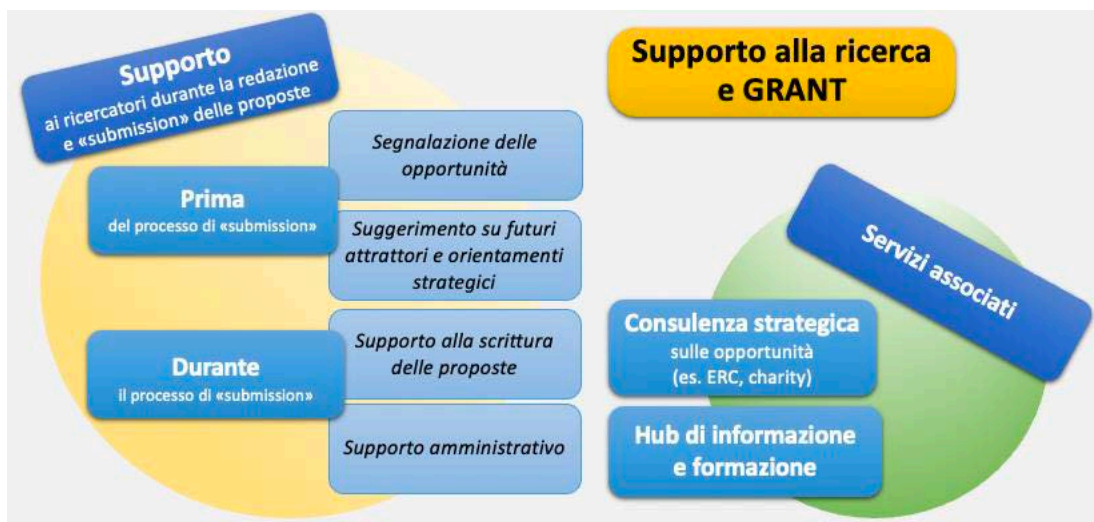 Supporto
ai ricercatori durante la redazione
e «submission» delle proposte
Supporto alla ricerca
e GRANT
Prima
del processo di «submission»
Segnalazione delle
opportunità
Suggerimento su futuri
attrattori e orientamenti
strategici
Durante
il processo di «submission»
Supporto alla scrittura
delle proposte
Supporto amministrativo
Servizi associati
Consulenza strategica
sulle opportunità
(es. ERC, charity)
Hub di informazione
e formazione